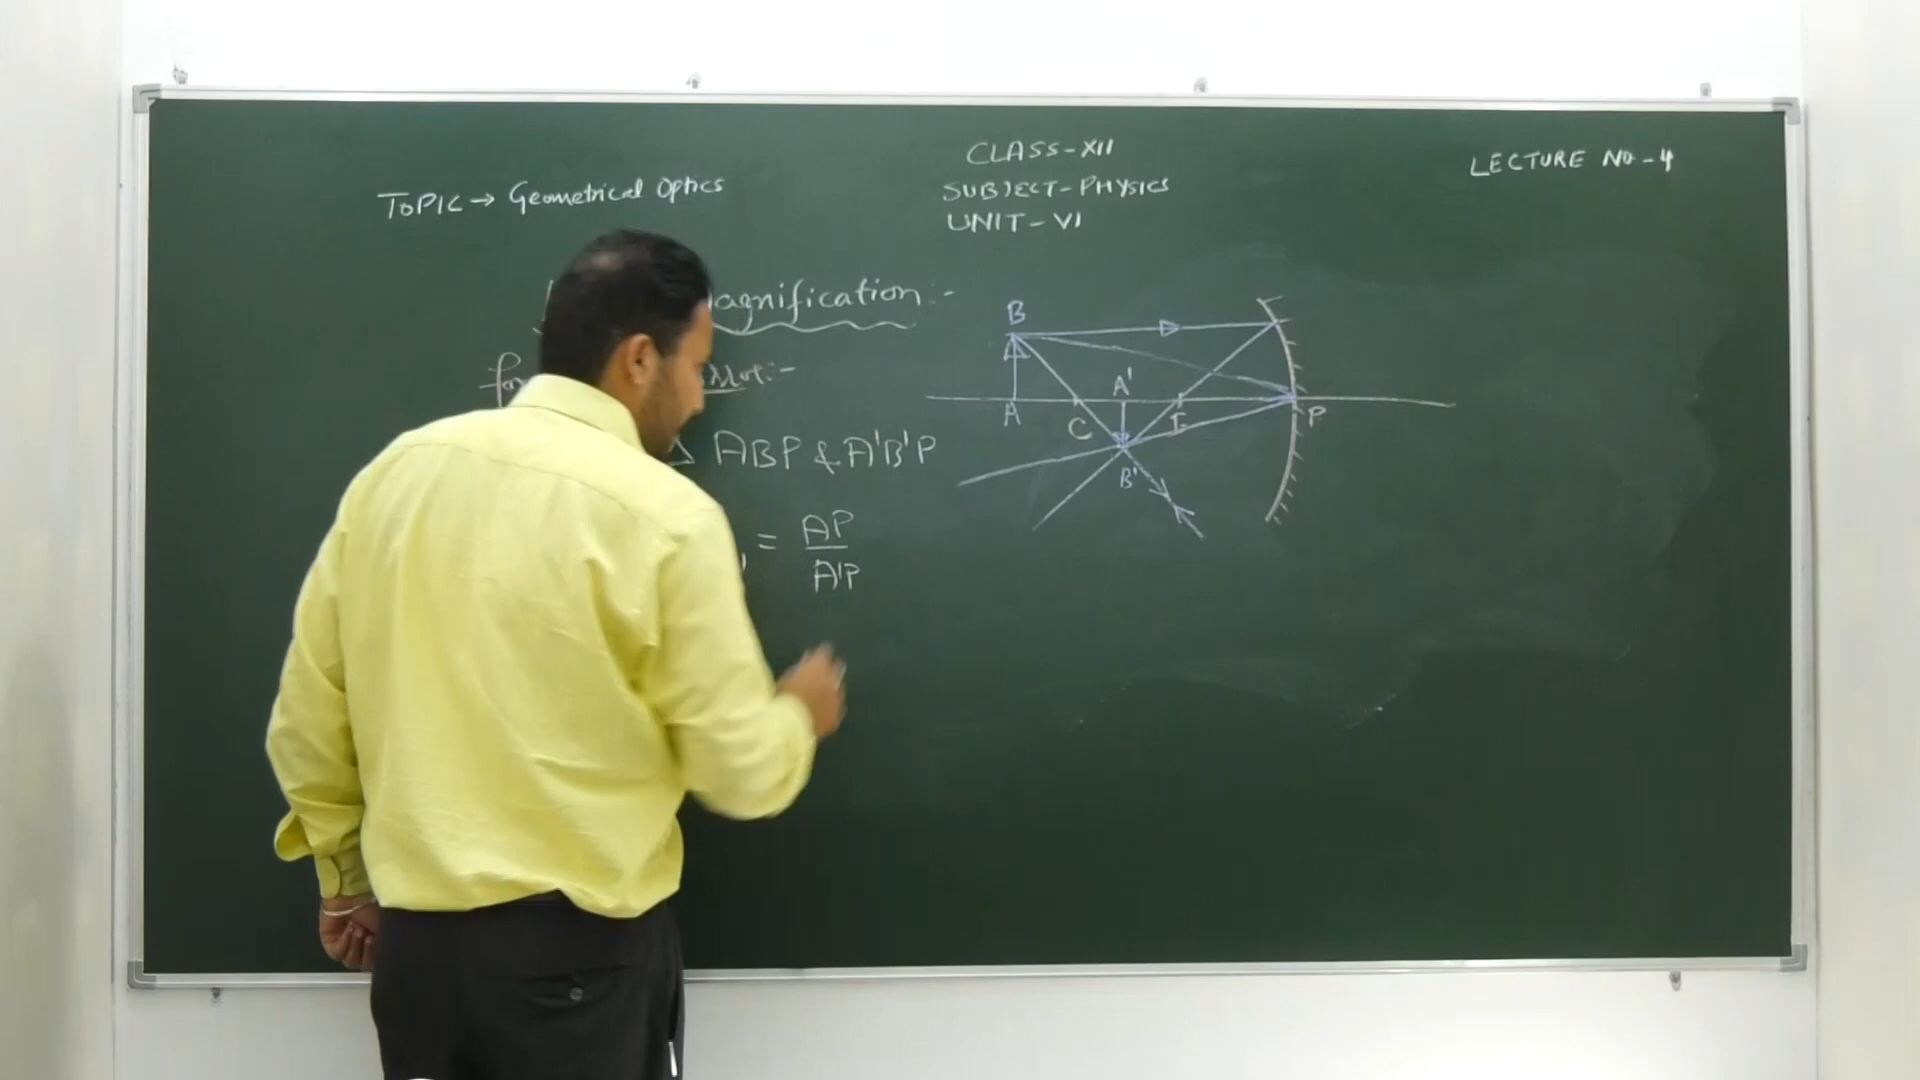 CLASS-XII
LECTURE NO-4
TOPIC → Geometrical Optics
SUBJECT-PHYSICS
UNIT-VI
agnification:-
Δ ABP & A'B'P
= AP
A'P
B
A
C
A'
B'
P